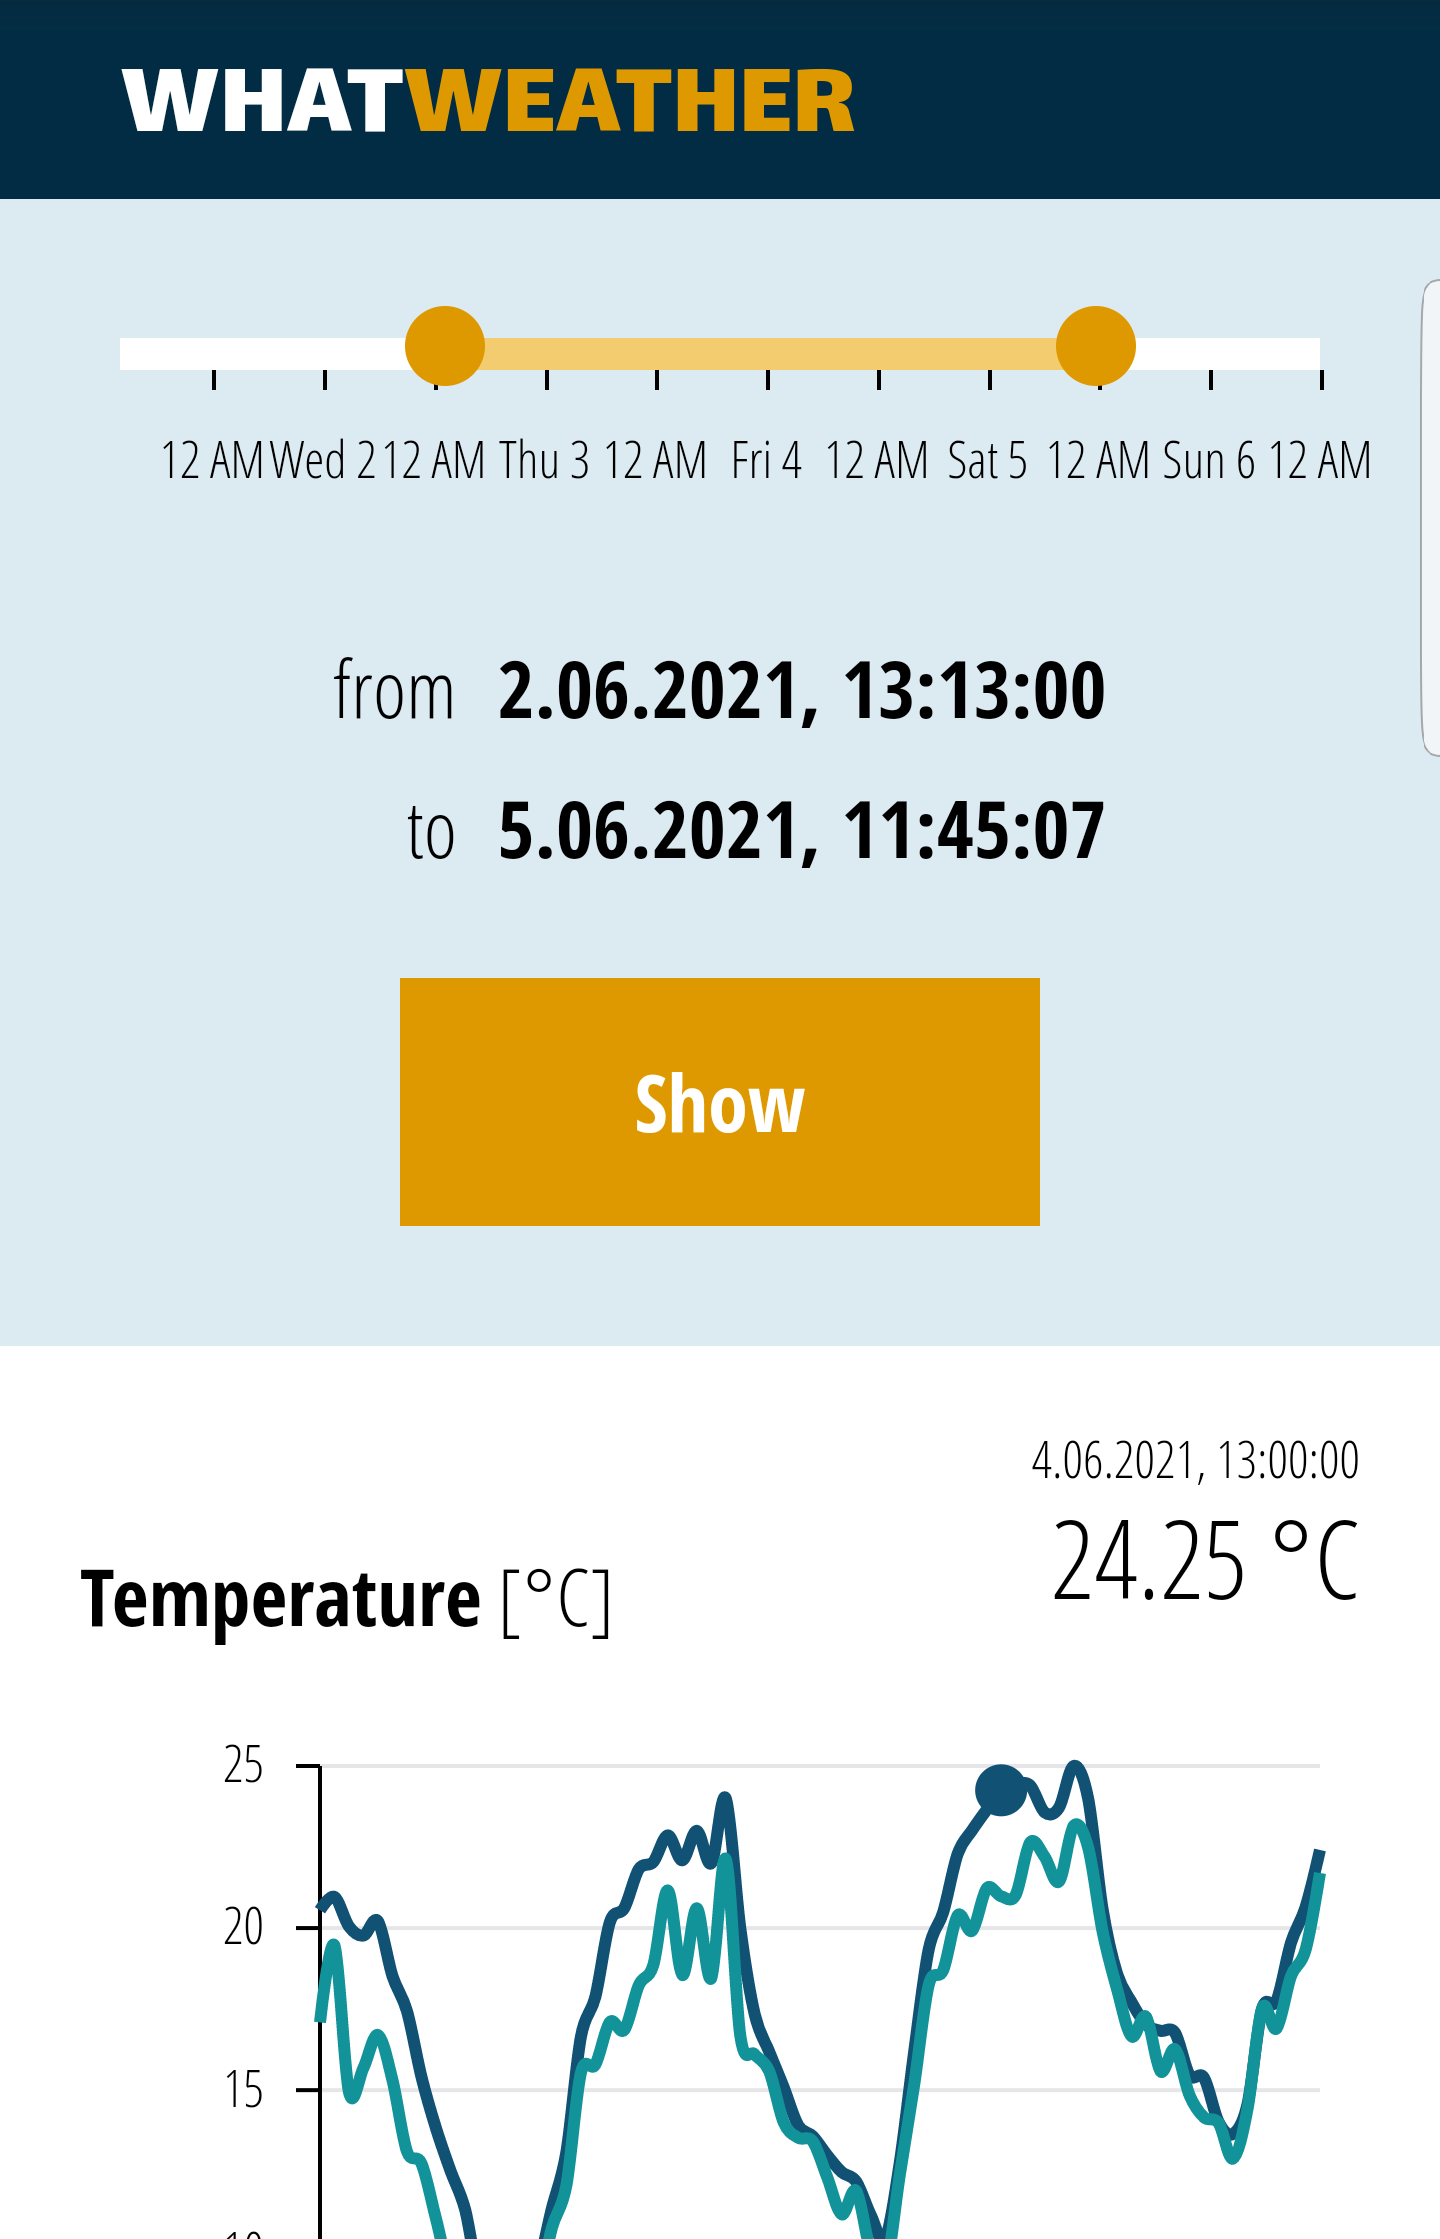 WHATWEATHER
12 AM Wed 2 12 AM Thu 3 12 AM Fri 4 12 AM Sat 5 12 AM Sun 6 12 AM
from 2.06.2021, 13:13:00
to 5.06.2021, 11:45:07
Show
4.06.2021, 13:00:00
24.25 °C
Temperature [°C]
25
20
15
10